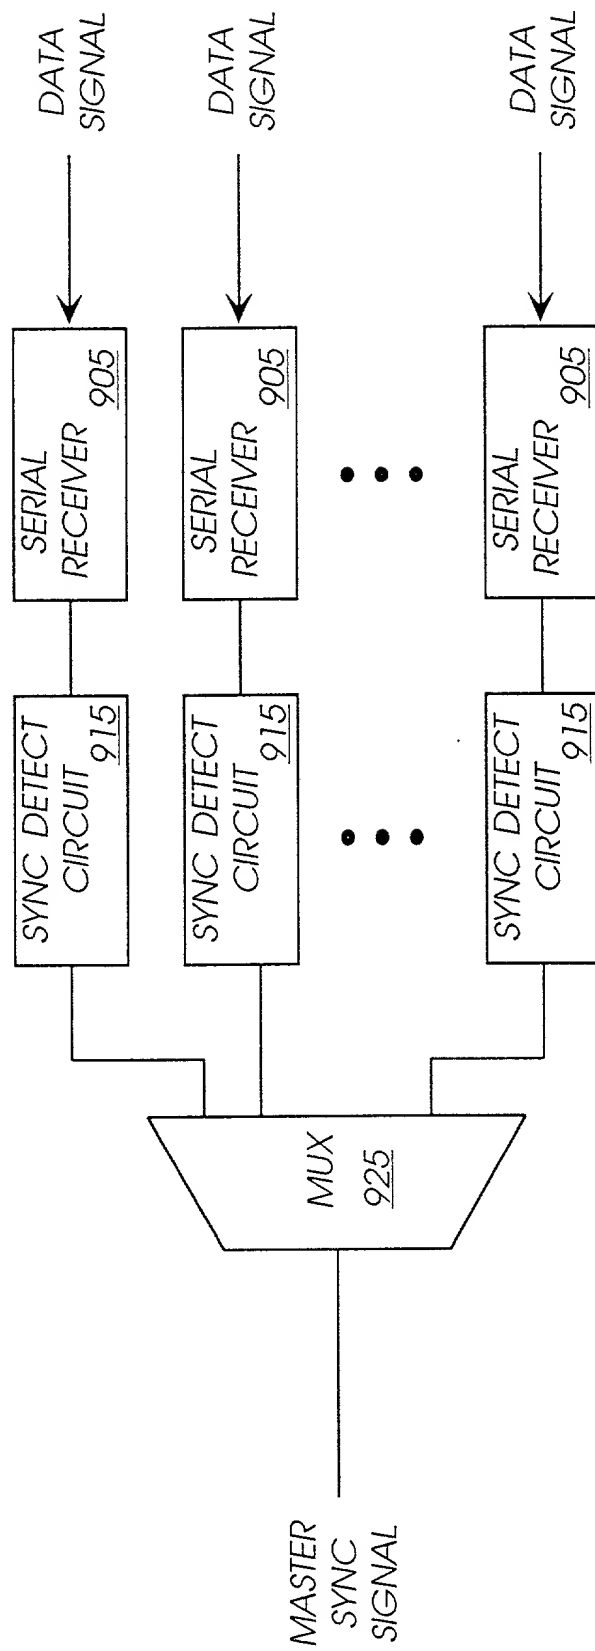 SYNC DETECT
CIRCUIT
915
SERIAL
RECEIVER
905
DATA
SIGNAL
SYNC DETECT
CIRCUIT
915
SERIAL
RECEIVER
905
DATA
SIGNAL
MASTER
SYNC
SIGNAL
MUX
925
SYNC DETECT
CIRCUIT
915
SERIAL
RECEIVER
905
DATA
SIGNAL